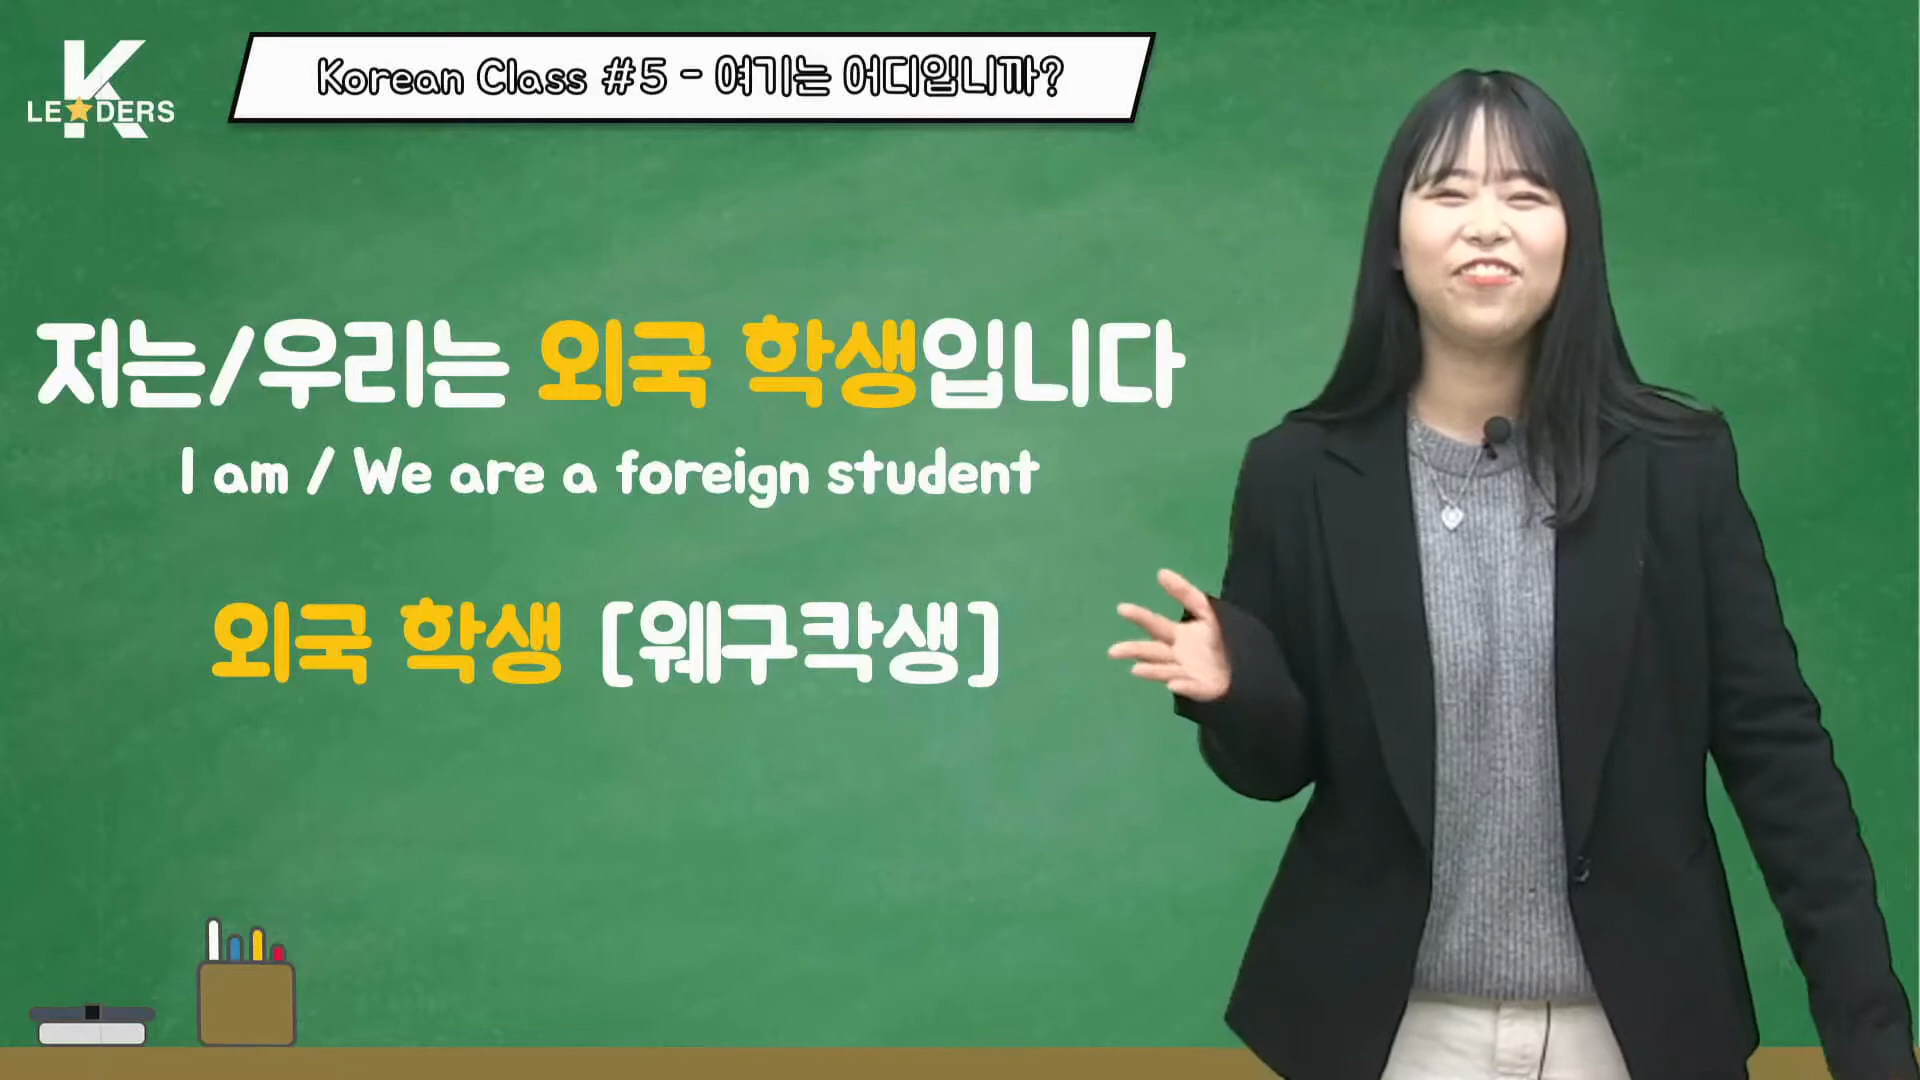 K
LEADERS
Korean Class #5 - 여기는 어디입니까?
저는/우리는 외국 학생입니다
I am / We are a foreign student
외국 학생 [웨구칵생]